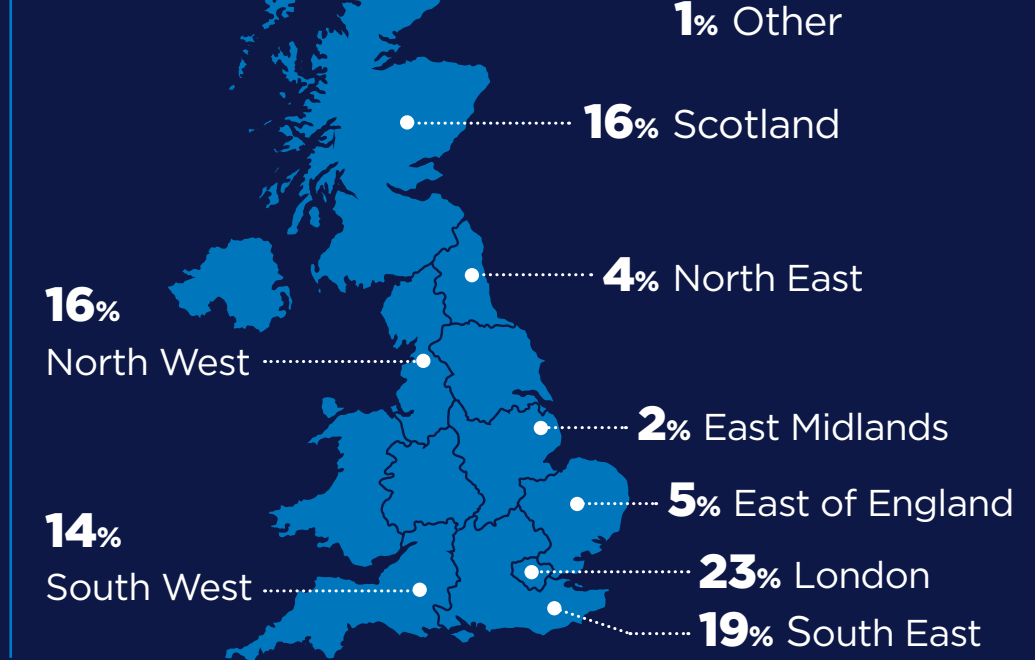 1% Other
16% Scotland
4% North East
16%
North West
2% East Midlands
5% East of England
14%
South West
23% London
19% South East